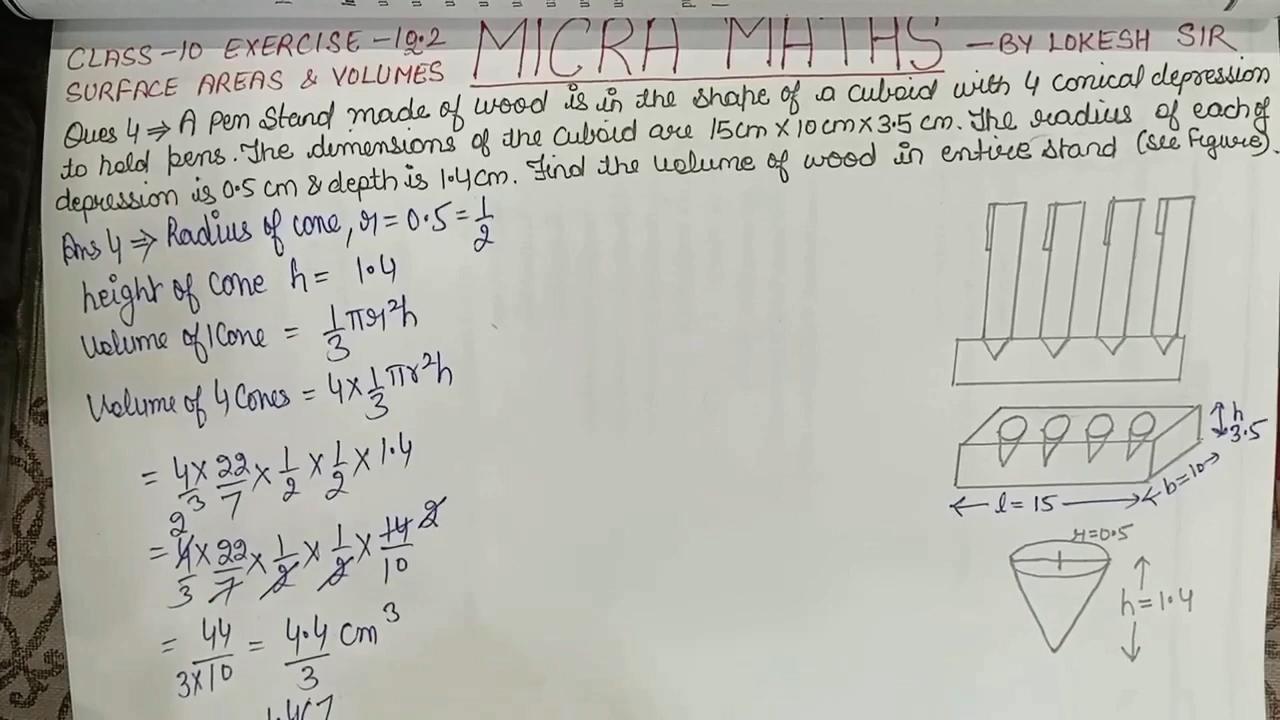 CLASS-10 EXERCISE-12.2 MICRA MATHS -BY LOKESH SIR
SURFACE AREAS & VOLUMES
Ques 4 ⇒ A pen stand made of wood is in the shape of a cuboid with 4 conical depression
to hold pens. The dimensions of the cuboid are 15cm × 10cm × 3.5 cm. The radius of each of
depression is 0.5 cm & depth is 1.4cm. Find the volume of wood in entire stand (see figure).
Ans 4 ⇒ Radius of cone, r = 0.5 = 1/2
height of cone h = 1.4
Volume of 1 Cone = 1/3 πr²h
Volume of 4 Cones = 4 × 1/3 πr²h
= 4/3 × 22/7 × 1/2 × 1/2 × 1.4
= 4/3 × 22/7 × 1/2 × 1/2 × 14/10
2 2
= 44/(3×10) = 4.4/3 cm³
h
3.5
b=10
l = 15
r=0.5
h=1.4